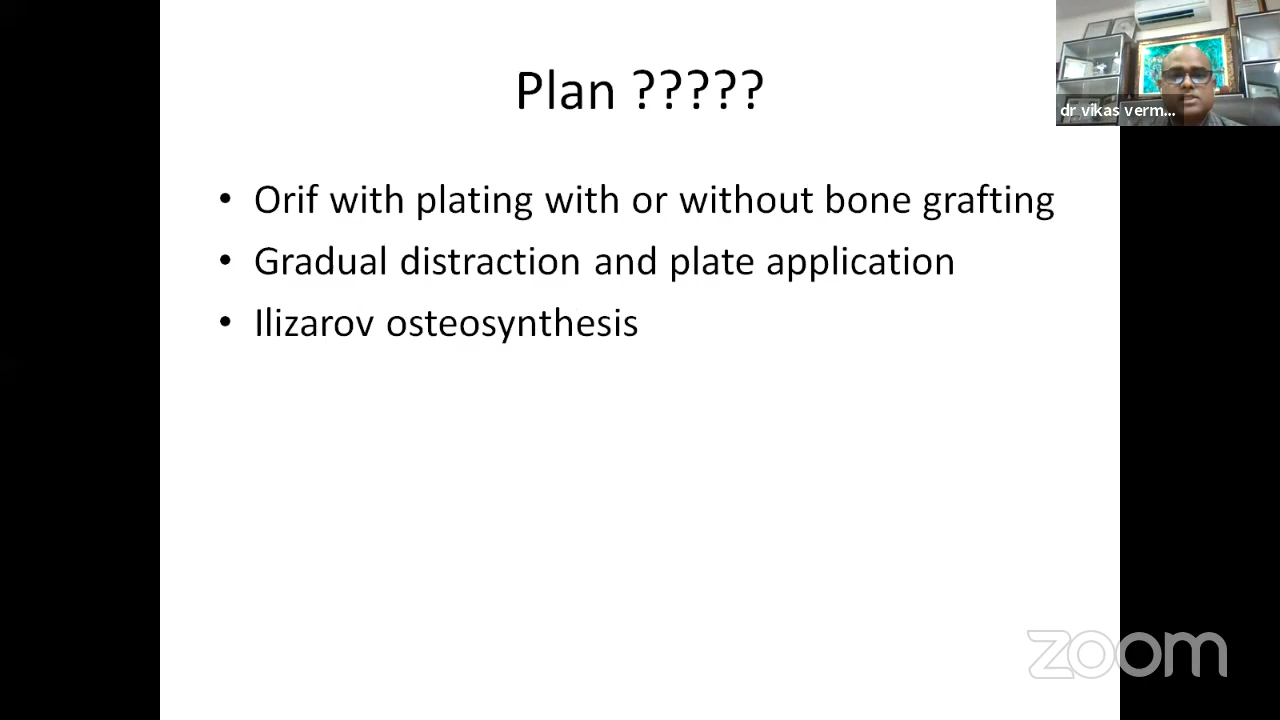 Plan ?????
dr vikas verm...
• Orif with plating with or without bone grafting
• Gradual distraction and plate application
• Ilizarov osteosynthesis
zoom